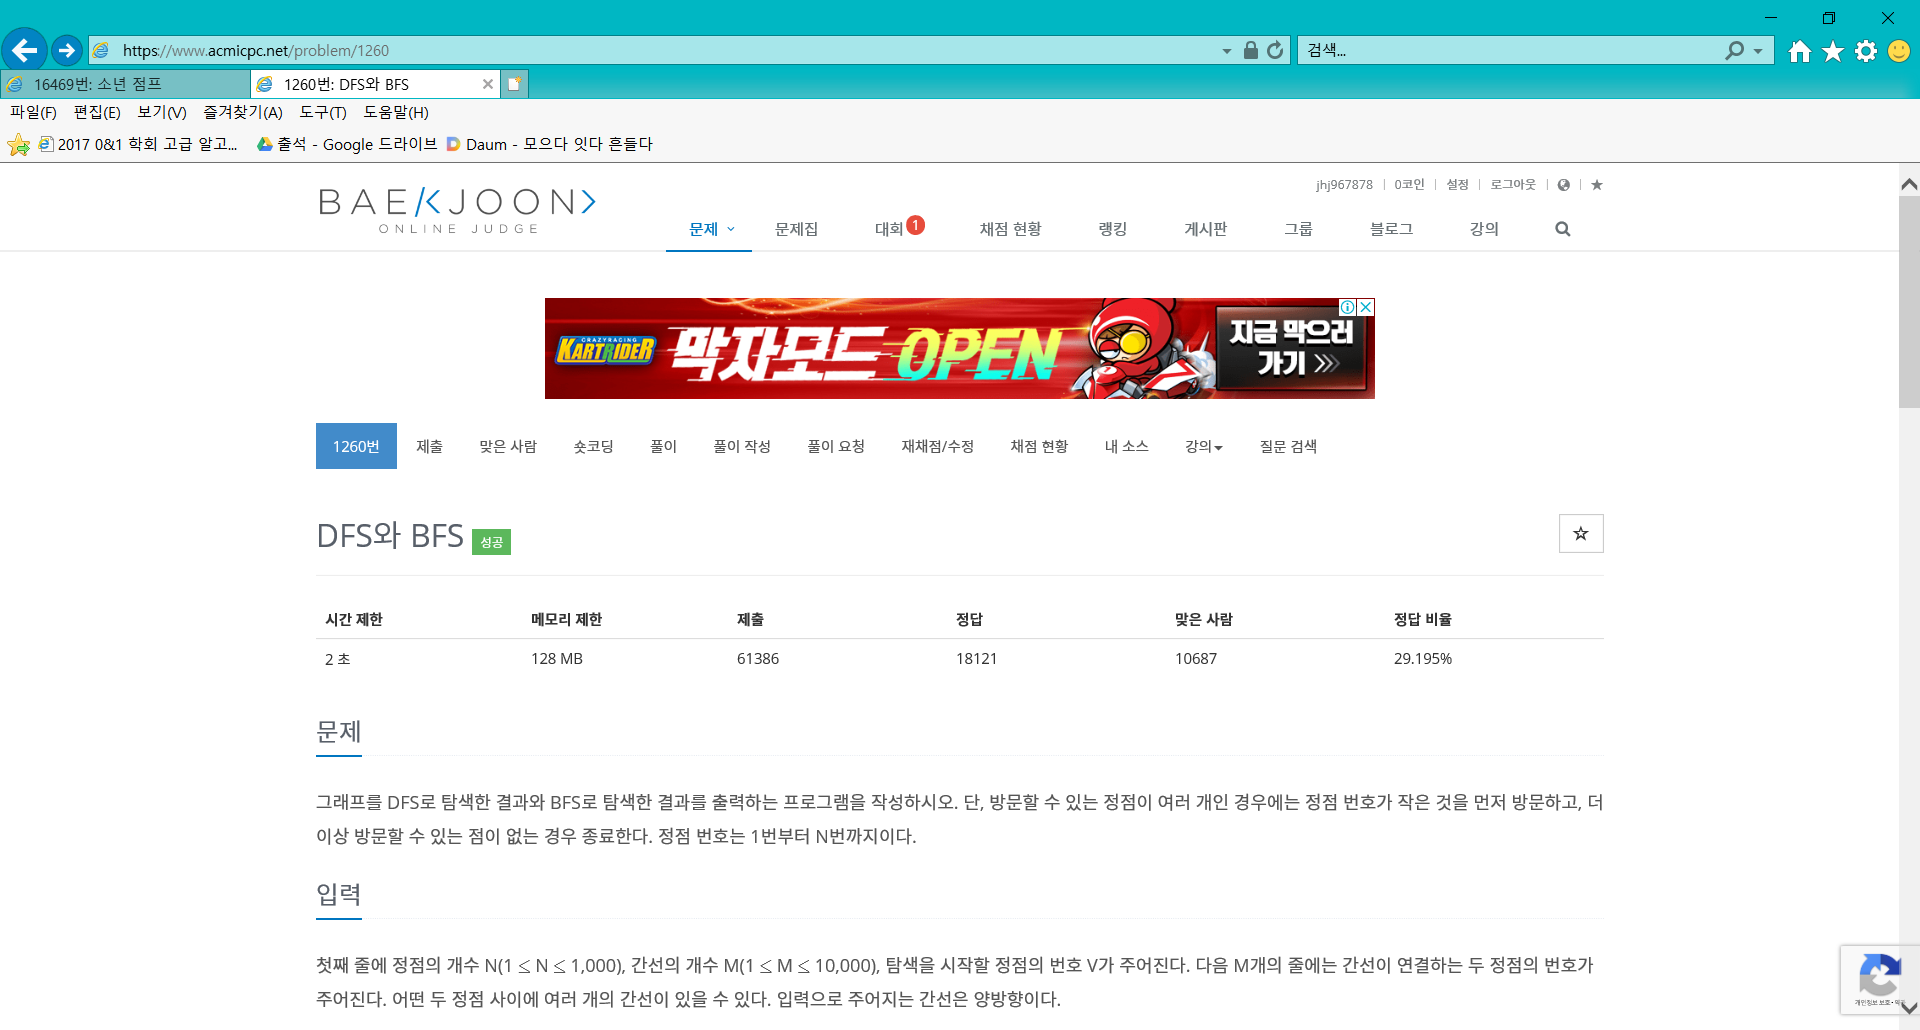 https://www.acmicpc.net/problem/1260
검색...
16469번: 소년 점프
1260번: DFS와 BFS
파일(F) 편집(E) 보기(V) 즐겨찾기(A) 도구(T) 도움말(H)
2017 0&1 학회 고급 알고... 출석 - Google 드라이브 Daum - 모으다 잇다 흔들다
jhj967878 0코인 설정 로그아웃
BAEKJOON>
ONLINE JUDGE
문제 문제집 대회 1 채점 현황 랭킹 게시판 그룹 블로그 강의
CRAZYRACING
KARTRIDER
막자모드 OPEN
지금 막으러
가기 >>>
1260번 제출 맞은 사람 숏코딩 풀이 풀이 작성 풀이 요청 재채점/수정 채점 현황 내 소스 강의 질문 검색
DFS와 BFS 성공
시간 제한 메모리 제한 제출 정답 맞은 사람 정답 비율
2 초 128 MB 61386 18121 10687 29.195%
문제
그래프를 DFS로 탐색한 결과와 BFS로 탐색한 결과를 출력하는 프로그램을 작성하시오. 단, 방문할 수 있는 정점이 여러 개인 경우에는 정점 번호가 작은 것을 먼저 방문하고, 더
이상 방문할 수 있는 점이 없는 경우 종료한다. 정점 번호는 1번부터 N번까지이다.
입력
첫째 줄에 정점의 개수 N(1 ≤ N ≤ 1,000), 간선의 개수 M(1 ≤ M ≤ 10,000), 탐색을 시작할 정점의 번호 V가 주어진다. 다음 M개의 줄에는 간선이 연결하는 두 정점의 번호가
주어진다. 어떤 두 정점 사이에 여러 개의 간선이 있을 수 있다. 입력으로 주어지는 간선은 양방향이다.
개인정보 보호